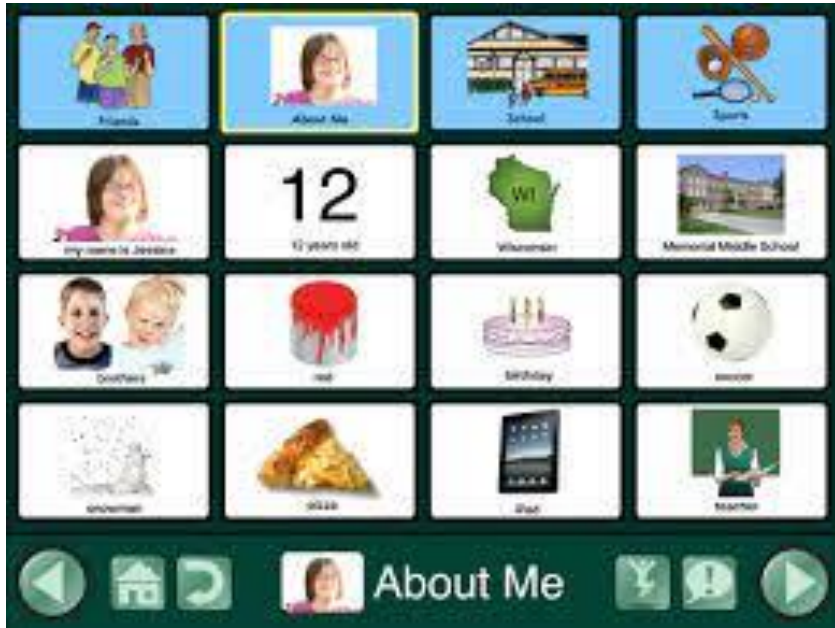 Friends
About Me
School
Sports
my name is Jessica
12
12 years old
WI
Wisconsin
Memorial Middle School
brothers
red
birthday
soccer
snowman
pizza
iPad
teacher
About Me